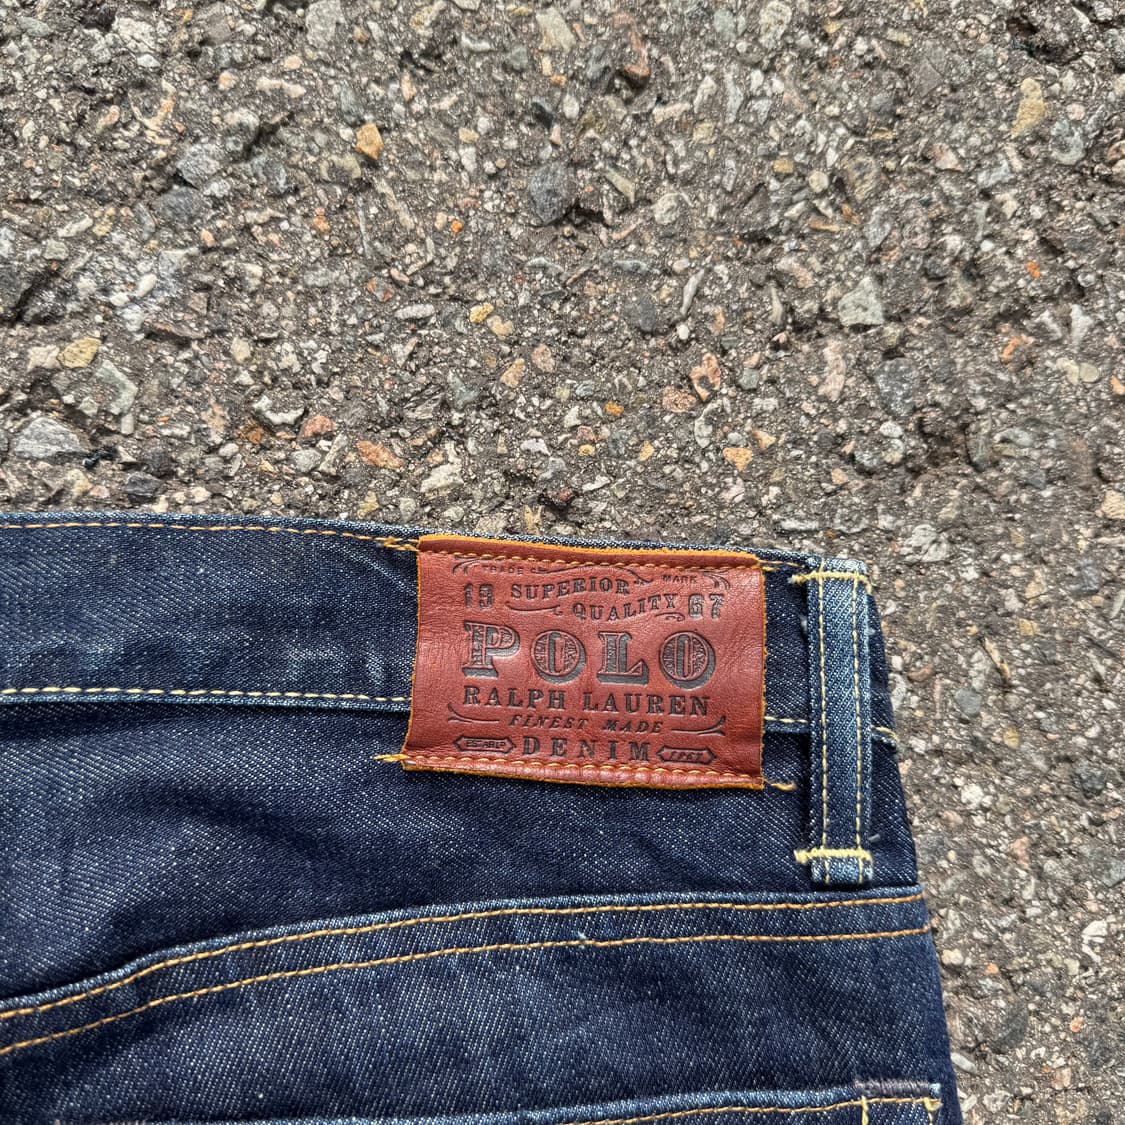 TRADE MARK
19 SUPERIOR QUALITY 67
POLO
RALPH LAUREN
FINEST MADE
DENIM